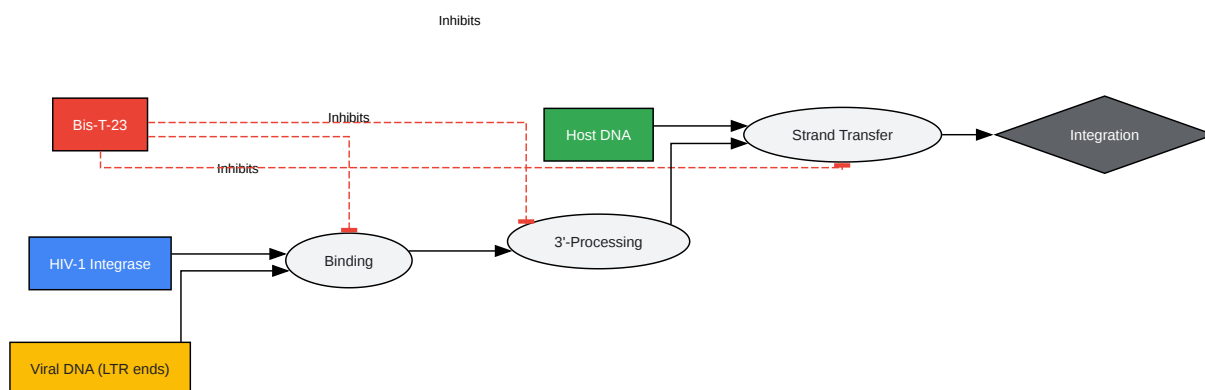 Inhibits
Bis-T-23
Inhibits
Host DNA
Strand Transfer
Integration
Inhibits
3'-Processing
HIV-1 Integrase
Binding
Viral DNA (LTR ends)